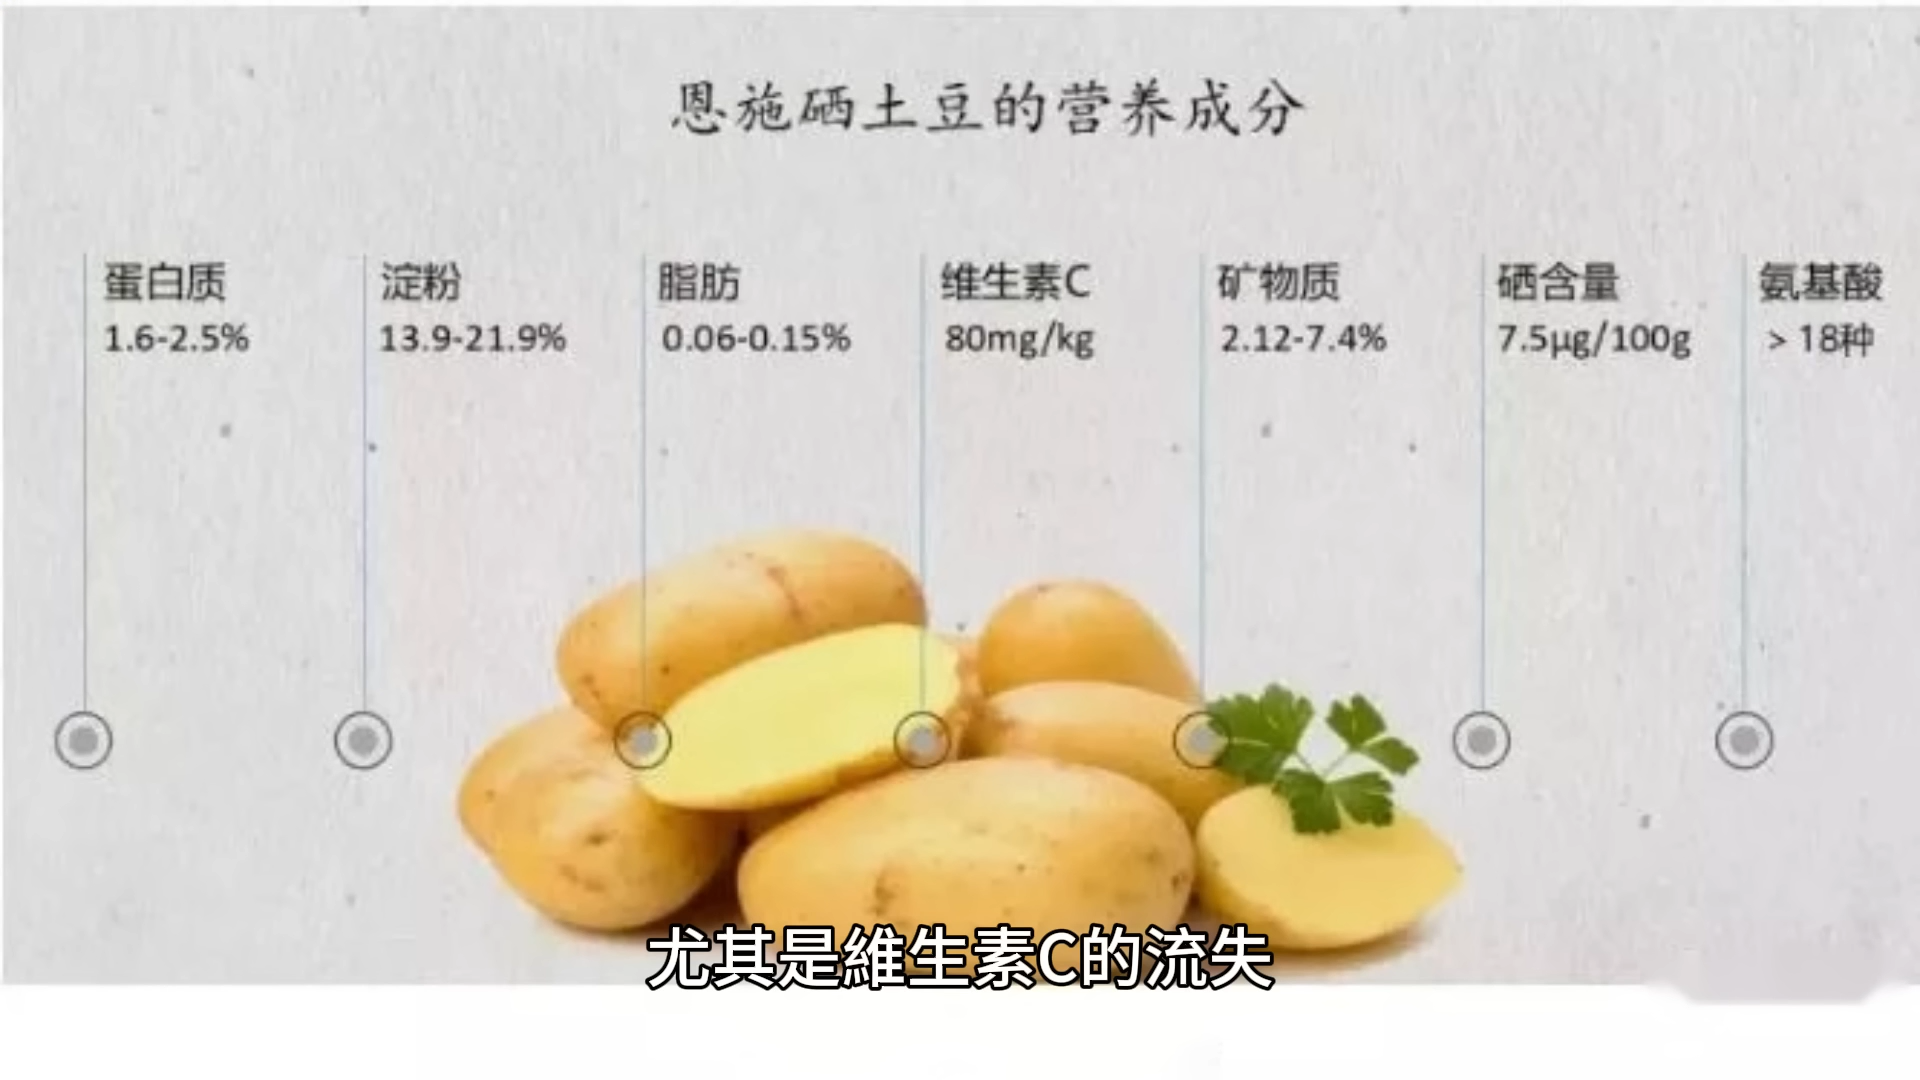 恩施硒土豆的营养成分
蛋白质
1.6-2.5%
淀粉
13.9-21.9%
脂肪
0.06-0.15%
维生素C
80mg/kg
矿物质
2.12-7.4%
硒含量
7.5μg/100g
氨基酸
> 18种
尤其是維生素C的流失